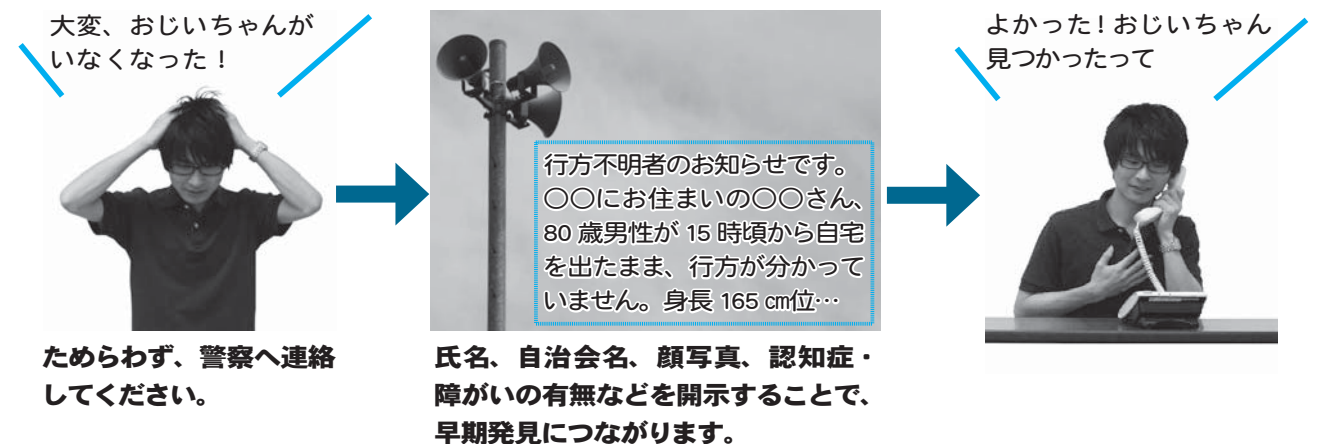 大変、おじいちゃんが
いなくなった！
ためらわず、警察へ連絡
してください。
行方不明者のお知らせです。
〇〇にお住まいの〇〇さん、
80 歳男性が 15 時頃から自宅
を出たまま、行方が分かって
いません。身長 165 ㎝位…
氏名、自治会名、顔写真、認知症・
障がいの有無などを開示することで、
早期発見につながります。
よかった！おじいちゃん
見つかったって